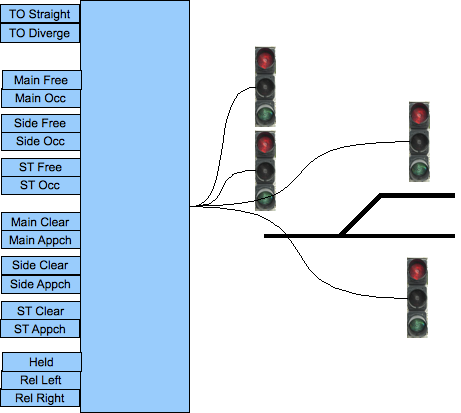 TO Straight
TO Diverge
Main Free
Main Occ
Side Free
Side Occ
ST Free
ST Occ
Main Clear
Main Appch
Side Clear
Side Appch
ST Clear
ST Appch
Held
Rel Left
Rel Right